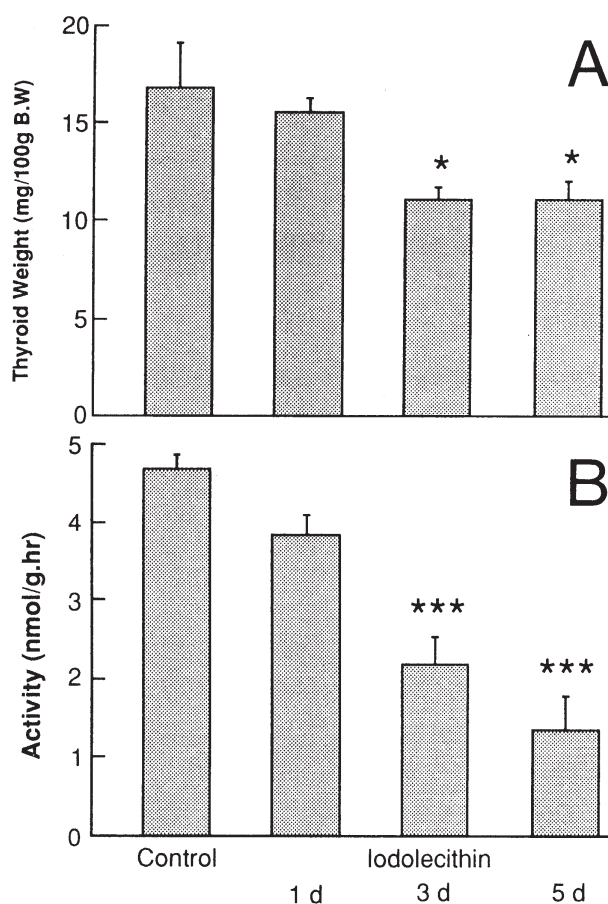 A
Thyroid Weight (mg/100g B.W)
20
15
10
5
0
*
*
B
Activity (nmol/g.hr)
5
4
3
2
1
0
***
***
Control
Iodolecithin
1 d
3 d
5 d